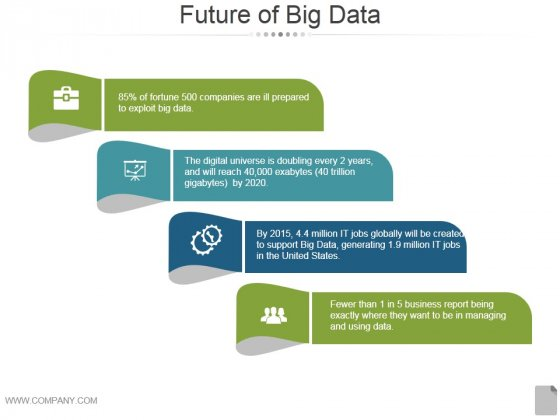 Future of Big Data
85% of fortune 500 companies are ill prepared
to exploit big data.
The digital universe is doubling every 2 years,
and will reach 40,000 exabytes (40 trillion
gigabytes) by 2020.
By 2015, 4.4 million IT jobs globally will be created
to support Big Data, generating 1.9 million IT jobs
in the United States.
Fewer than 1 in 5 business report being
exactly where they want to be in managing
and using data.
WWW.COMPANY.COM